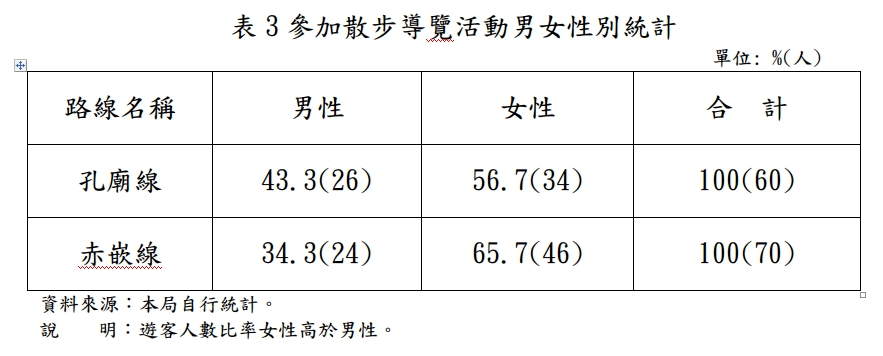 表 3 參加散步導覽活動男女性別統計
單位: %(人)
路線名稱 男性 女性 合 計
孔廟線 43.3(26) 56.7(34) 100(60)
赤嵌線 34.3(24) 65.7(46) 100(70)
資料來源：本局自行統計。
說 明：遊客人數比率女性高於男性。